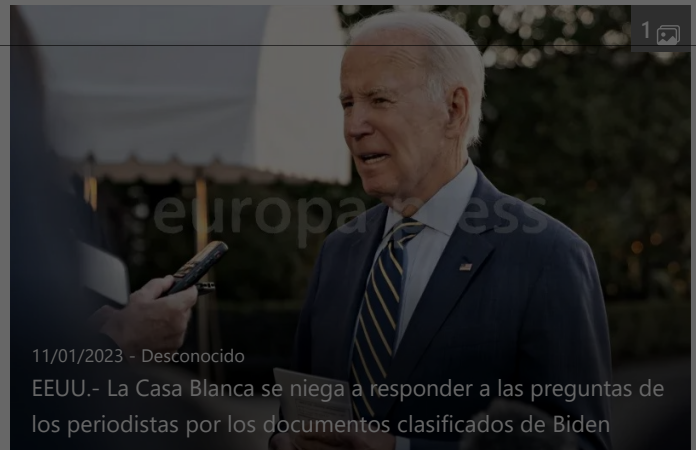 1
europa press
11/01/2023 - Desconocido
EEUU.- La Casa Blanca se niega a responder a las preguntas de
los periodistas por los documentos clasificados de Biden